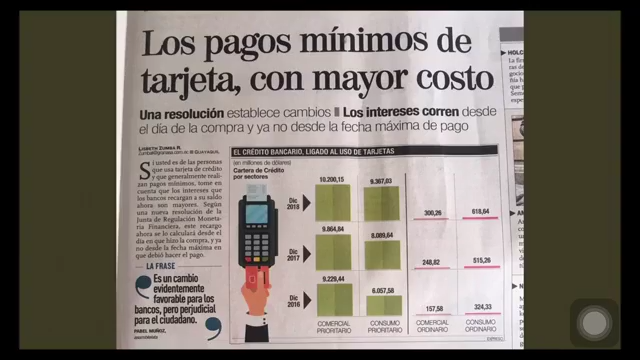 Los pagos mínimos de
tarjeta, con mayor costo
Una resolución establece cambios Los intereses corren desde
el día de la compra y ya no desde la fecha máxima de pago
LISBETH ZUMBA R.
GUAYAQUIL
Si usted es de las personas
que usa tarjeta de crédito
y que generalmente reali-
zan pagos mínimos, tome en
cuenta que los intereses que
los bancos recargan a su saldo
ahora son mayores. Según
una nueva resolución de la
Junta de Regulación Moneta-
ria Financiera, este recargo
ahora se lo calculará desde el
día en que hizo la compra, y ya
no desde la fecha máxima en
que debió hacer el pago.
LA FRASE
Es un cambio
evidentemente
favorable para los
bancos, pero perjudicial
para el ciudadano.
PABEL MUÑOZ,
EL CRÉDITO BANCARIO, LIGADO AL USO DE TARJETAS
(en millones de dólares)
Cartera de Crédito
por sectores
Dic
2018
10.200,15
9.367,03
300,26
618,64
Dic
2017
9.864,84
8.089,64
248,82
515,26
Dic
2016
9.229,44
6.057,58
157,58
324,33
COMERCIAL
PRIORITARIO
CONSUMO
PRIORITARIO
COMERCIAL
ORDINARIO
CONSUMO
ORDINARIO
EXPRESO
HOLC